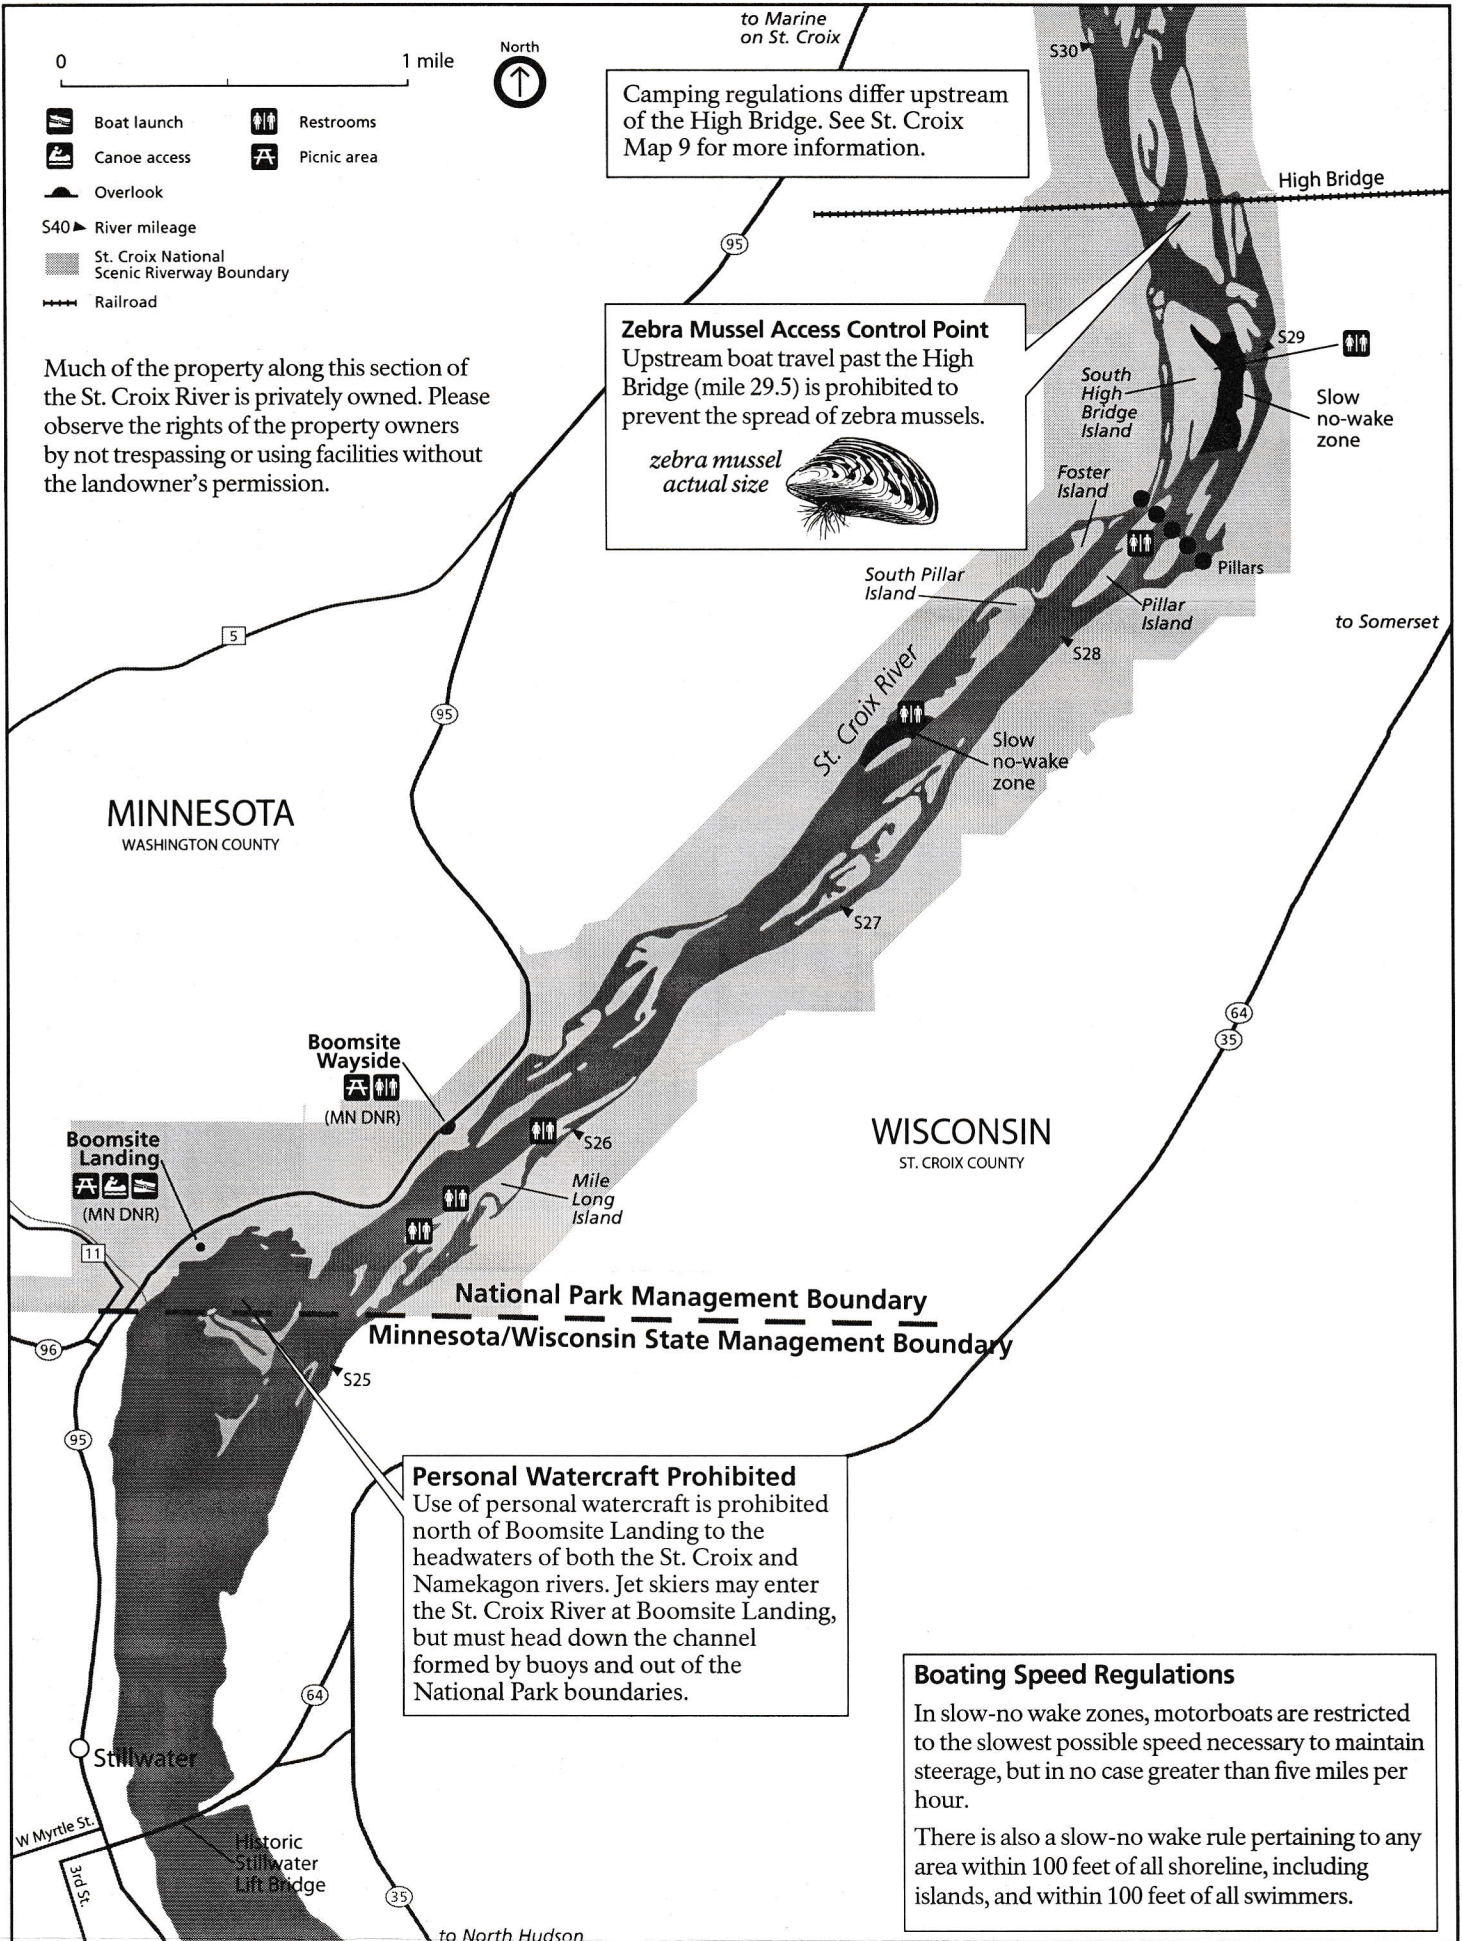 to Marine
on St. Croix
0
1 mile
North
Boat launch
Restrooms
Canoe access
Picnic area
Overlook
S40 River mileage
St. Croix National
Scenic Riverway Boundary
Railroad
Much of the property along this section of
the St. Croix River is privately owned. Please
observe the rights of the property owners
by not trespassing or using facilities without
the landowner's permission.
Camping regulations differ upstream
of the High Bridge. See St. Croix
Map 9 for more information.
S30
High Bridge
95
Zebra Mussel Access Control Point
Upstream boat travel past the High
Bridge (mile 29.5) is prohibited to
prevent the spread of zebra mussels.
zebra mussel
actual size
S29
South
High
Bridge
Island
Slow
no-wake
zone
Foster
Island
Pillars
South Pillar
Island
Pillar
Island
to Somerset
5
S28
St. Croix River
95
Slow
no-wake
zone
MINNESOTA
WASHINGTON COUNTY
S27
64
35
Boomsite
Wayside
(MN DNR)
WISCONSIN
ST. CROIX COUNTY
S26
Boomsite
Landing
(MN DNR)
Mile
Long
Island
11
National Park Management Boundary
Minnesota/Wisconsin State Management Boundary
96
S25
95
Personal Watercraft Prohibited
Use of personal watercraft is prohibited
north of Boomsite Landing to the
headwaters of both the St. Croix and
Namekagon rivers. Jet skiers may enter
the St. Croix River at Boomsite Landing,
but must head down the channel
formed by buoys and out of the
National Park boundaries.
64
Boating Speed Regulations
In slow-no wake zones, motorboats are restricted
to the slowest possible speed necessary to maintain
steerage, but in no case greater than five miles per
hour.
There is also a slow-no wake rule pertaining to any
area within 100 feet of all shoreline, including
islands, and within 100 feet of all swimmers.
Stillwater
W Myrtle St.
3rd St.
Historic
Stillwater
Lift Bridge
35
to North Hudson